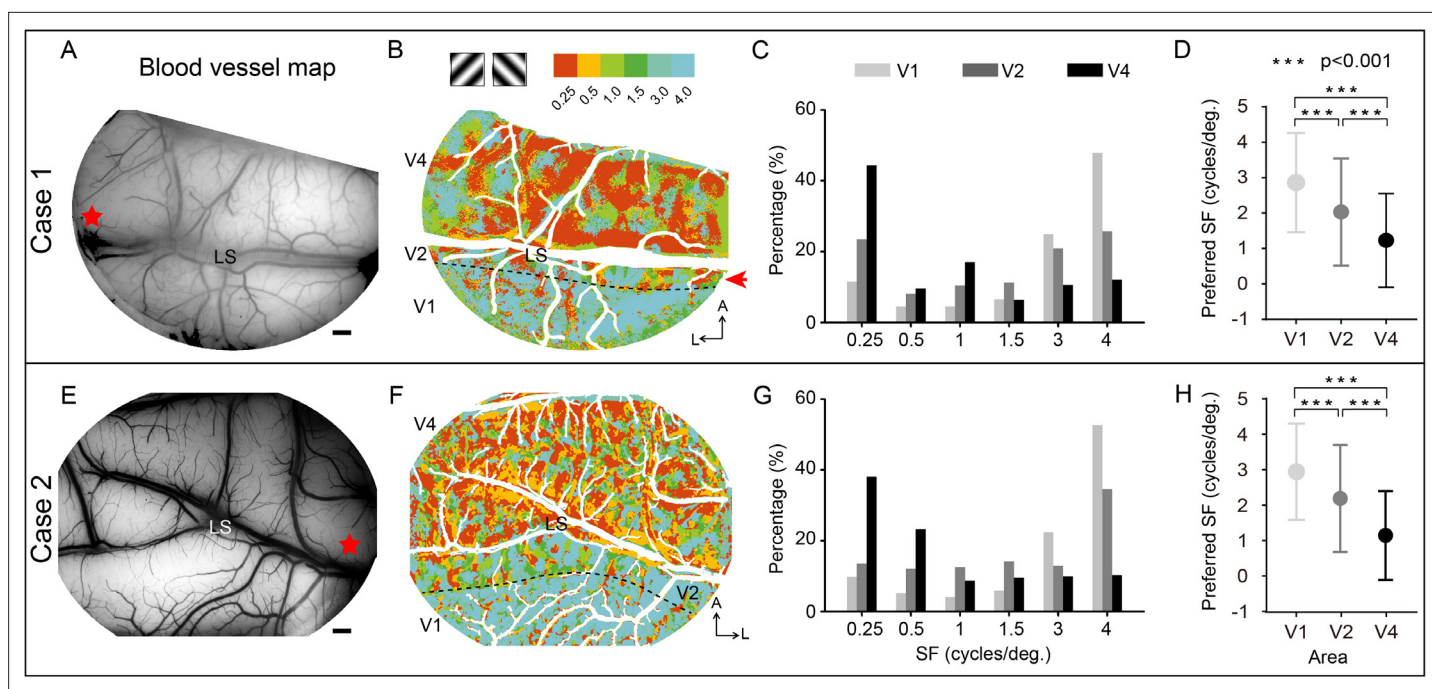 A
Blood vessel map
Case 1
LS
B
0.25 0.5 1.0 1.5 3.0 4.0
V4
V2
LS
V1
A
L
C
V1 V2 V4
Percentage (%)
60
40
20
0
0.25 0.5 1 1.5 3 4
D
*** p<0.001
***
*** ***
Preferred SF (cycles/deg.)
5
4
3
2
1
0
-1
V1 V2 V4
E
Case 2
LS
F
V4
LS
V2
V1
A
L
G
Percentage (%)
60
40
20
0
0.25 0.5 1 1.5 3 4
SF (cycles/deg.)
H
***
*** ***
Preferred SF (cycles/deg.)
5
4
3
2
1
0
-1
V1 V2 V4
Area